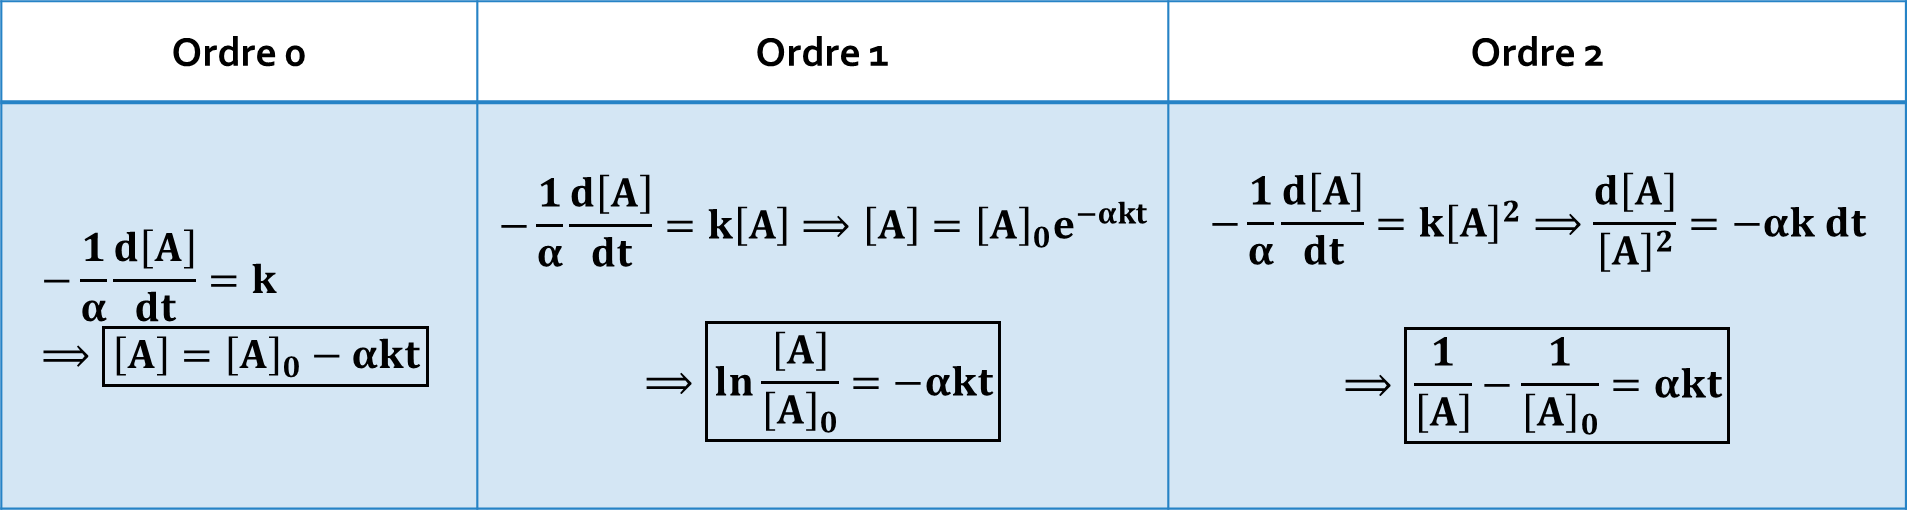 Ordre 0
Ordre 1
Ordre 2
−1/α d[A]/dt = k
⟹ [A] = [A]₀ − αkt
−1/α d[A]/dt = k[A] ⟹ [A] = [A]₀e^(−αkt)
⟹ ln [A]/[A]₀ = −αkt
−1/α d[A]/dt = k[A]² ⟹ d[A]/[A]² = −αk dt
⟹ 1/[A] − 1/[A]₀ = αkt